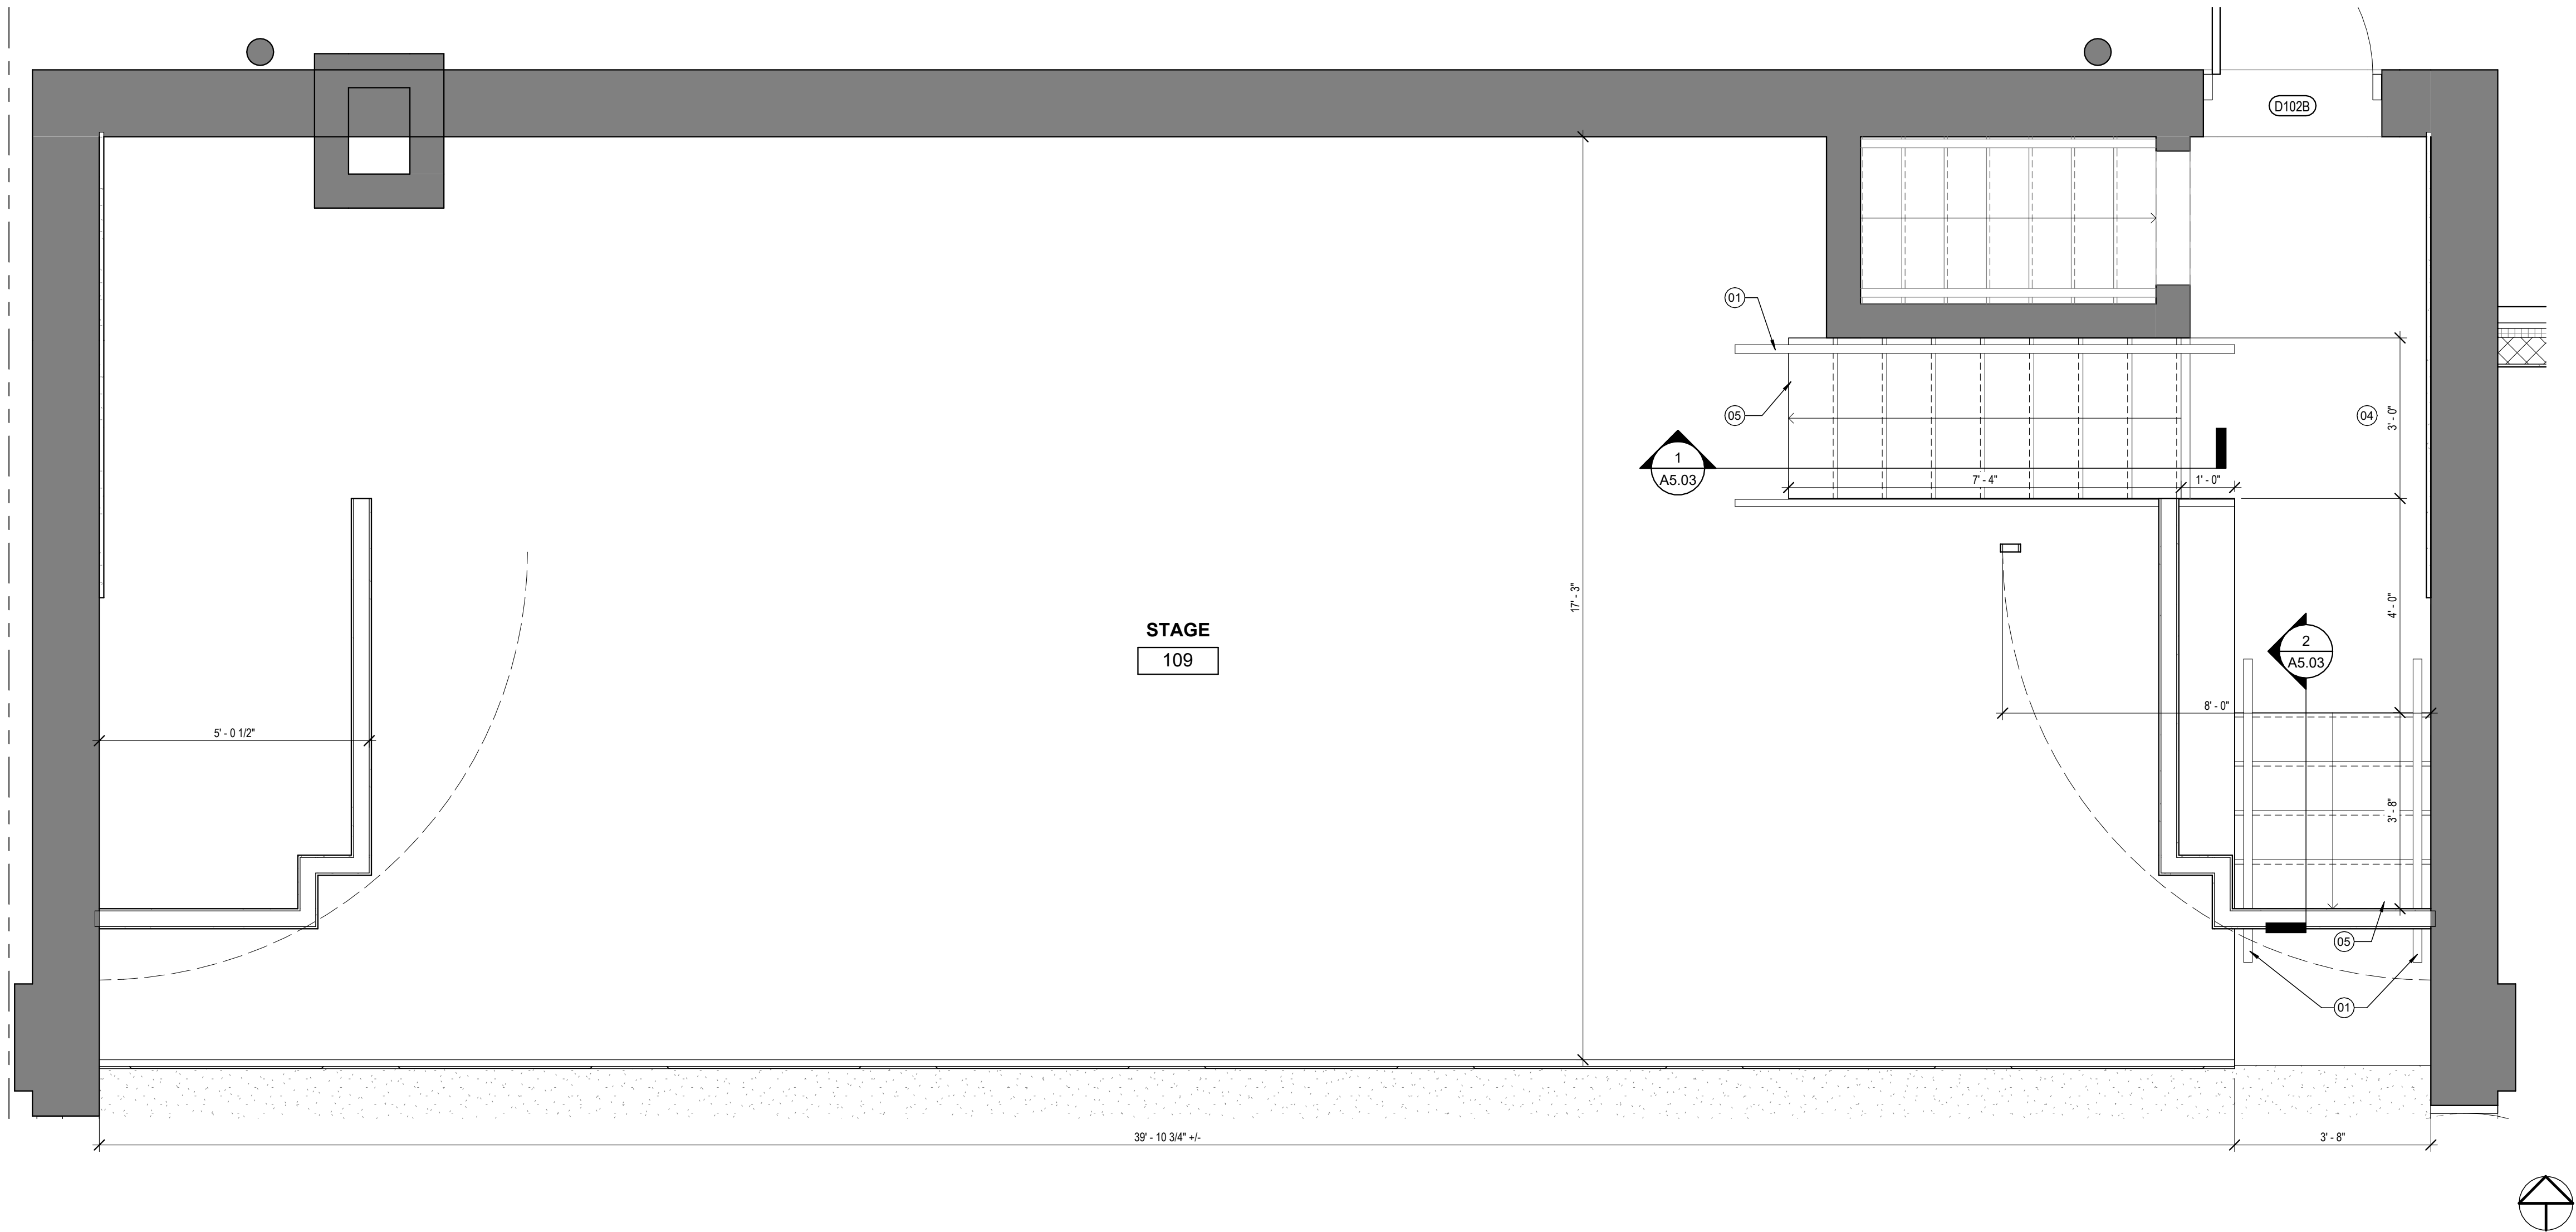 D102B
01
05
04
3' - 0"
1
A5.03
7' - 4"
1' - 0"
17' - 3"
4' - 0"
STAGE
109
2
A5.03
8' - 0"
5' - 0 1/2"
3' - 8"
05
01
39' - 10 3/4" +/-
3' - 8"